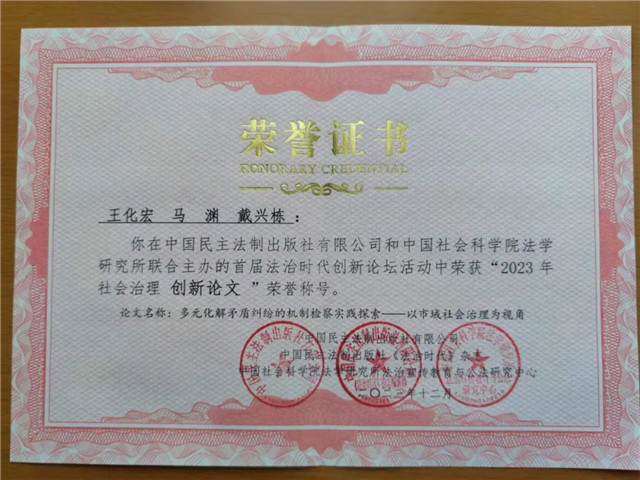 荣誉证书
HONORARY CREDENTIAL
王化宏 马 渊 戴兴栋:
你在中国民主法制出版社有限公司和中国社会科学院法学
研究所联合主办的首届法治时代创新论坛活动中荣获“2023年
社会治理 创新论文 ”荣誉称号。
论文名称:多元化解矛盾纠纷的机制检察实践探索——以市域社会治理为视角
中国民主法制出版社有限公司
中国民主法制出版社《法治时代》杂志
中国社会科学院法学研究所法治宣传教育与公法研究中心
二〇二三年十二月